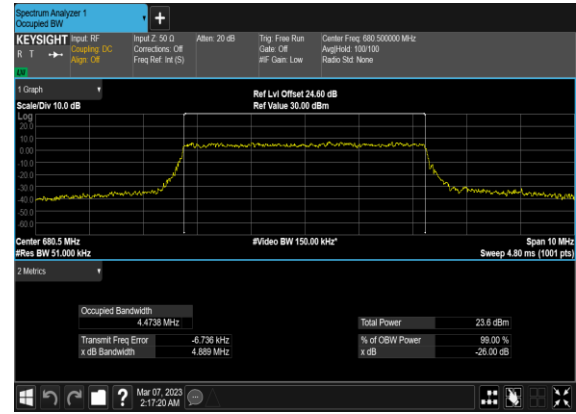 Spectrum Analyzer 1
Occupied BW
KEYSIGHT
R T
Input: RF
Coupling: DC
Align: Off
Input Z: 50 Ω
Corrections: Off
Freq Ref: Int (S)
Atten: 20 dB
Trig: Free Run
Gate: Off
#IF Gain: Low
Center Freq: 680.500000 MHz
Avg|Hold: 100/100
Radio Std: None
1 Graph
Scale/Div 10.0 dB
Ref Lvl Offset 24.60 dB
Ref Value 30.00 dBm
Log
20.0
10.0
0.00
-10.0
-20.0
-30.0
-40.0
-50.0
-60.0
Center 680.5 MHz
#Res BW 51.000 kHz
#Video BW 150.00 kHz*
Span 10 MHz
Sweep 4.80 ms (1001 pts)
2 Metrics
Occupied Bandwidth
4.4738 MHz
Transmit Freq Error -6.736 kHz
x dB Bandwidth 4.889 MHz
Total Power 23.6 dBm
% of OBW Power 99.00 %
x dB -26.00 dB
?
Mar 07, 2023
2:17:20 AM